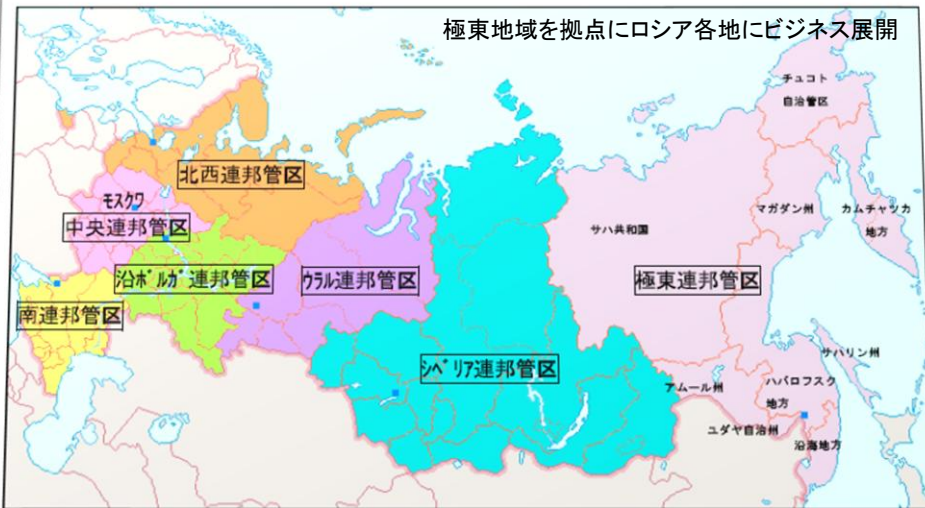 極東地域を拠点にロシア各地にビジネス展開
チュコト
自治管区
北西連邦管区
モスクワ
中央連邦管区
マガダン州
カムチャツカ
地方
サハ共和国
沿ボルガ連邦管区
ウラル連邦管区
極東連邦管区
南連邦管区
サハリン州
シベリア連邦管区
アムール州
ハバロフスク
地方
ユダヤ自治州
沿海地方